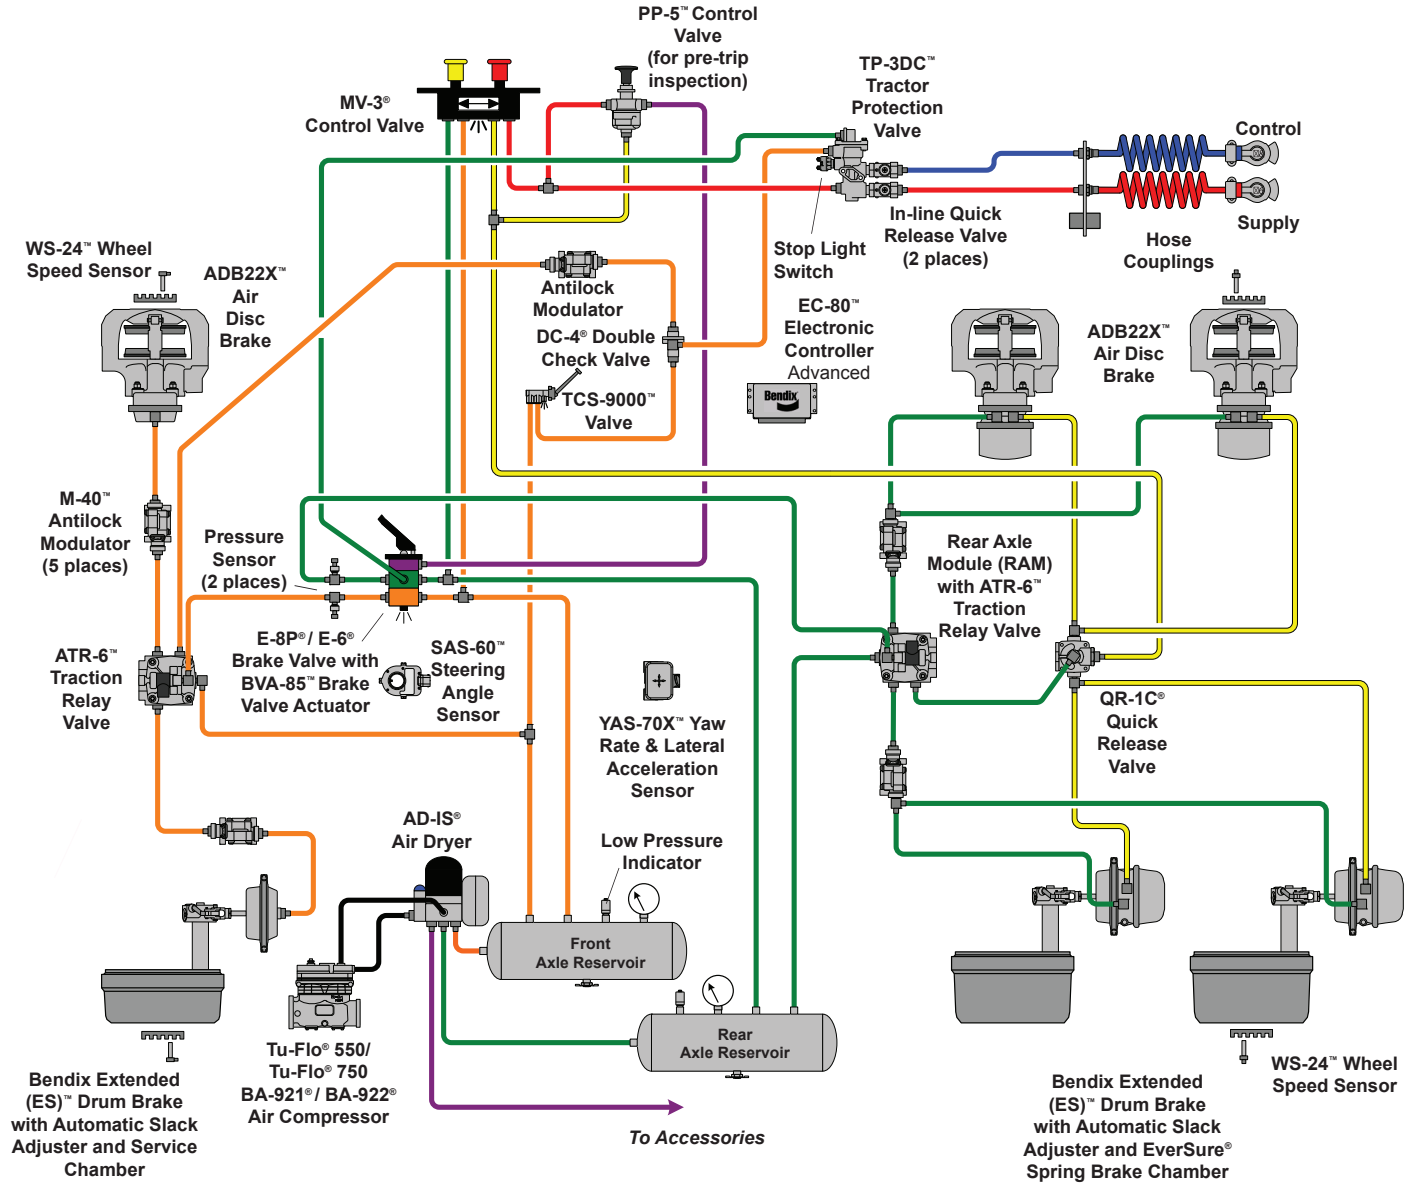 PP-5™ Control
Valve
(for pre-trip
inspection)
MV-3®
Control Valve
TP-3DC™
Tractor
Protection
Valve
Control
Supply
Hose
Couplings
In-line Quick
Release Valve
(2 places)
Stop Light
Switch
WS-24™ Wheel
Speed Sensor
ADB22X™
Air
Disc
Brake
Antilock
Modulator
DC-4® Double
Check Valve
TCS-9000™
Valve
EC-80™
Electronic
Controller
Advanced
Bendix
ADB22X™
Air Disc
Brake
M-40™
Antilock
Modulator
(5 places)
Pressure
Sensor
(2 places)
Rear Axle
Module (RAM)
with ATR-6™
Traction
Relay Valve
E-8P® / E-6®
Brake Valve with
BVA-85™ Brake
Valve Actuator
SAS-60™
Steering
Angle
Sensor
ATR-6™
Traction
Relay
Valve
YAS-70X™ Yaw
Rate & Lateral
Acceleration
Sensor
QR-1C®
Quick
Release
Valve
AD-IS®
Air Dryer
Low Pressure
Indicator
Front
Axle Reservoir
Rear
Axle Reservoir
Tu-Flo® 550/
Tu-Flo® 750
BA-921® / BA-922®
Air Compressor
To Accessories
Bendix Extended
(ES)™ Drum Brake
with Automatic Slack
Adjuster and Service
Chamber
Bendix Extended
(ES)™ Drum Brake
with Automatic Slack
Adjuster and EverSure®
Spring Brake Chamber
WS-24™ Wheel
Speed Sensor